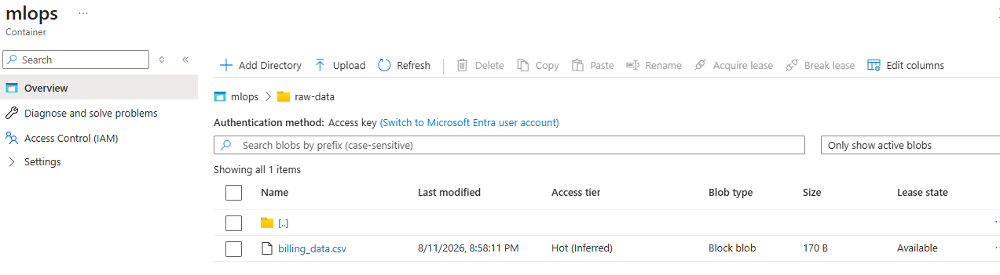 mlops ...
Container
Search
Overview
Diagnose and solve problems
Access Control (IAM)
Settings
Add Directory Upload Refresh Delete Copy Paste Rename Acquire lease Break lease Edit columns
mlops > raw-data
Authentication method: Access key (Switch to Microsoft Entra user account)
Search blobs by prefix (case-sensitive) Only show active blobs
Showing all 1 items
Name Last modified Access tier Blob type Size Lease state
[..]
billing_data.csv 8/11/2026, 8:58:11 PM Hot (Inferred) Block blob 170 B Available